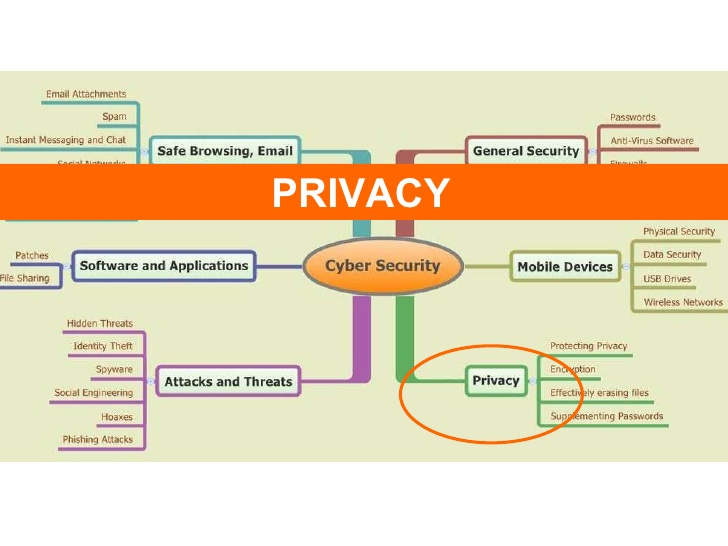 Email Attachments
Spam
Instant Messaging and Chat
Social Networks
Safe Browsing, Email
Passwords
Anti-Virus Software
Firewalls
General Security
PRIVACY
Patches
File Sharing
Software and Applications
Cyber Security
Mobile Devices
Physical Security
Data Security
USB Drives
Wireless Networks
Hidden Threats
Identity Theft
Spyware
Social Engineering
Hoaxes
Phishing Attacks
Attacks and Threats
Privacy
Protecting Privacy
Encryption
Effectively erasing files
Supplementing Passwords